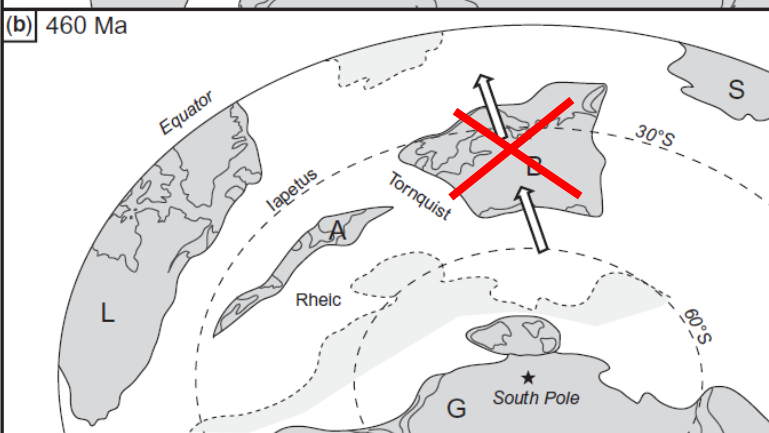 (b) 460 Ma
Equator
S
30°S
B
Iapetus
Tornquist
A
L
Rheic
60°S
South Pole
G